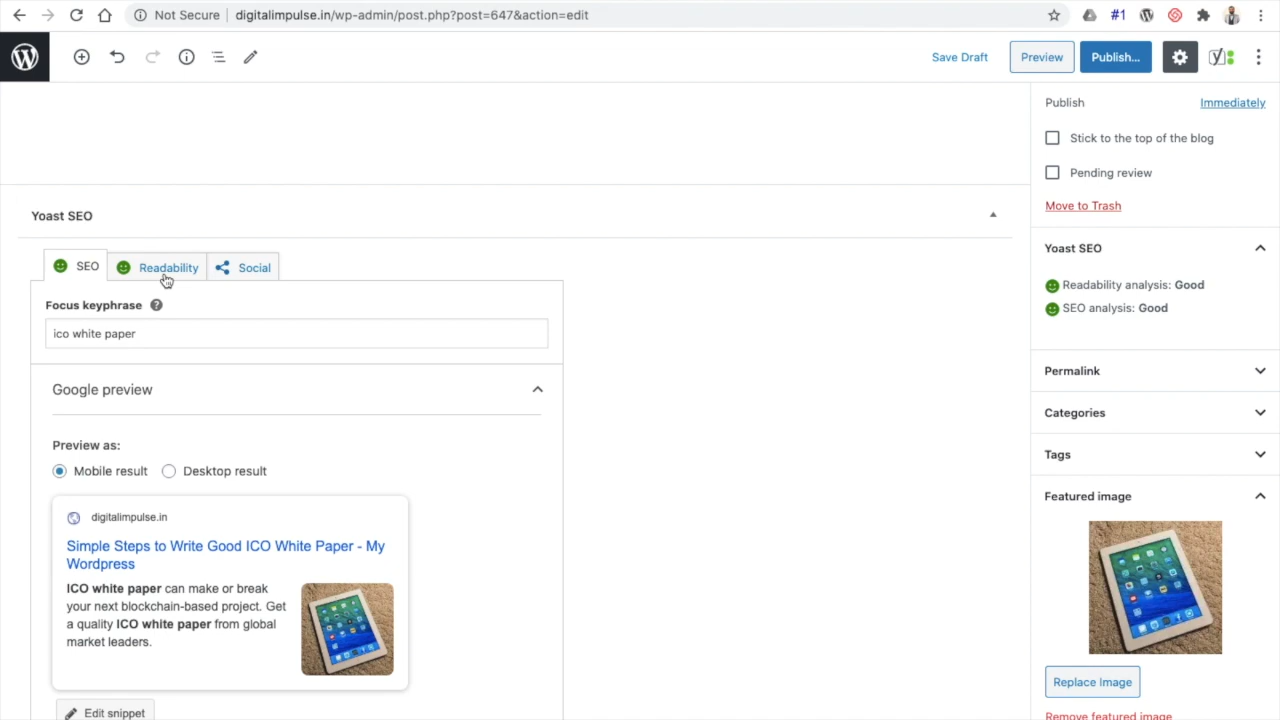 Not Secure
digitalimpulse.in/wp-admin/post.php?post=647&action=edit
#1
Save Draft
Preview
Publish...
Publish
Immediately
Stick to the top of the blog
Pending review
Move to Trash
Yoast SEO
SEO
Readability
Social
Focus keyphrase
ico white paper
Google preview
Preview as:
Mobile result
Desktop result
digitalimpulse.in
Simple Steps to Write Good ICO White Paper - My
Wordpress
ICO white paper can make or break
your next blockchain-based project. Get
a quality ICO white paper from global
market leaders.
Edit snippet
Yoast SEO
Readability analysis: Good
SEO analysis: Good
Permalink
Categories
Tags
Featured image
Replace Image
Remove featured image